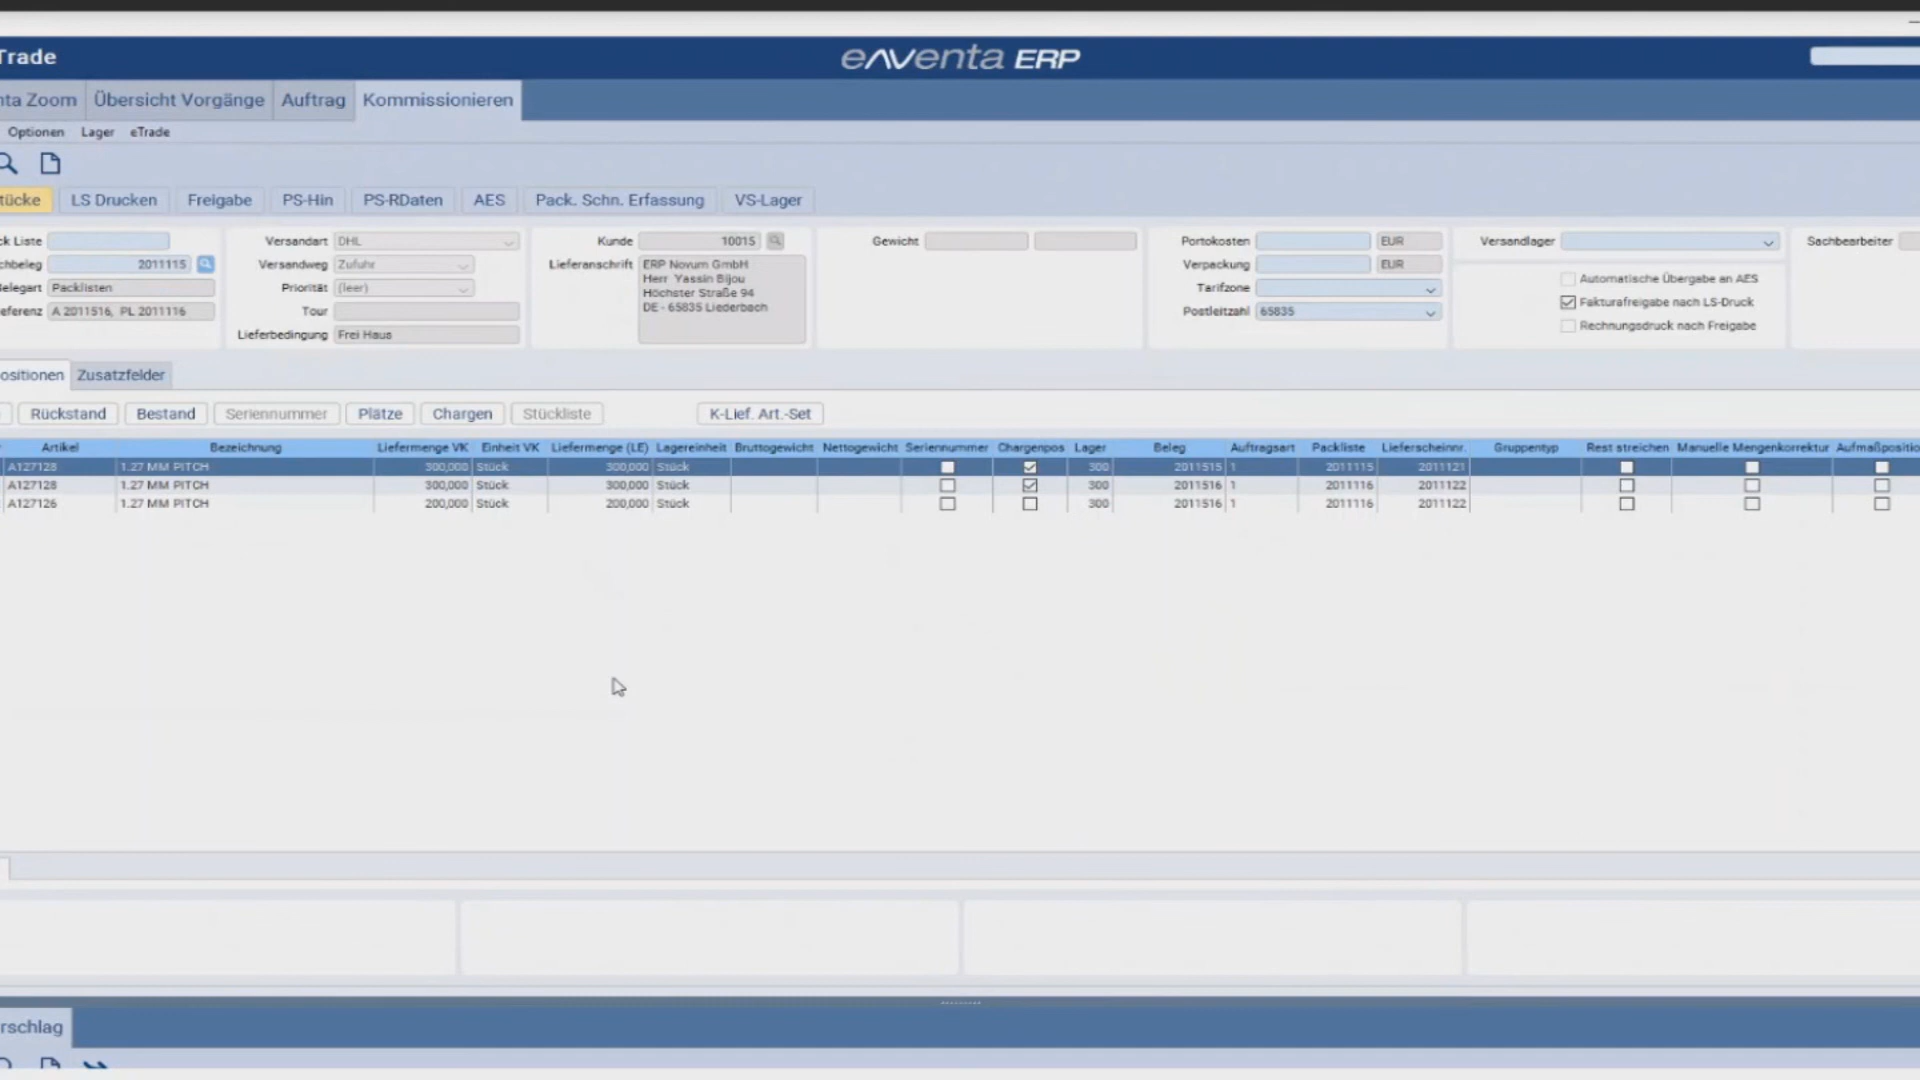 Trade
enventa ERP
nta Zoom Übersicht Vorgänge Auftrag Kommissionieren
Optionen Lager eTrade
tücke LS Drucken Freigabe PS-Hin PS-RDaten AES Pack. Schn. Erfassung VS-Lager
ck Liste Versandart DHL Kunde 10015 Gewicht Portokosten EUR Versandlager Sachbearbeiter
chbeleg 2011115 Versandweg Zufuhr Lieferanschrift ERP Novum GmbH Verpackung EUR
Herr Yassin Bijou Automatische Übergabe an AES
Belegart Packlisten Priorität (leer) Höchster Straße 94 Tarifzone
DE - 65835 Liederbach Fakturafreigabe nach LS-Druck
eferenz A 2011516, PL 2011116 Tour Postleitzahl 65835
Rechnungsdruck nach Freigabe
Lieferbedingung Frei Haus
ositionen Zusatzfelder
Rückstand Bestand Seriennummer Plätze Chargen Stückliste K-Lief. Art.-Set
Artikel Bezeichnung Liefermenge VK Einheit VK Liefermenge (LE) Lagereinheit Bruttogewicht Nettogewicht Seriennummer Chargenpos Lager Beleg Auftragsart Packliste Lieferscheinnr. Gruppentyp Rest streichen Manuelle Mengenkorrektur Aufmaßpositio
A127128 1.27 MM PITCH 300,000 Stück 300,000 Stück 300 2011515 1 2011115 2011121
A127128 1.27 MM PITCH 300,000 Stück 300,000 Stück 300 2011516 1 2011116 2011122
A127126 1.27 MM PITCH 200,000 Stück 200,000 Stück 300 2011516 1 2011116 2011122
rschlag